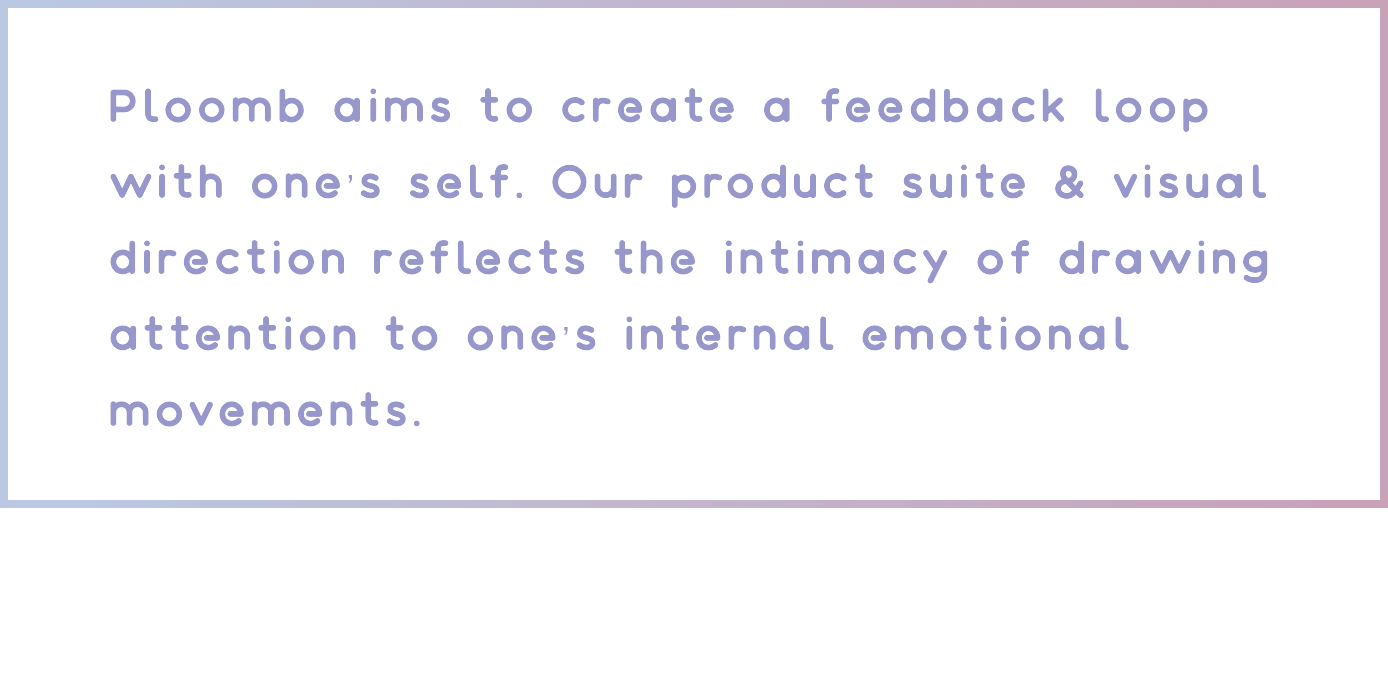 Ploomb aims to create a feedback loop
with one's self. Our product suite & visual
direction reflects the intimacy of drawing
attention to one's internal emotional
movements.